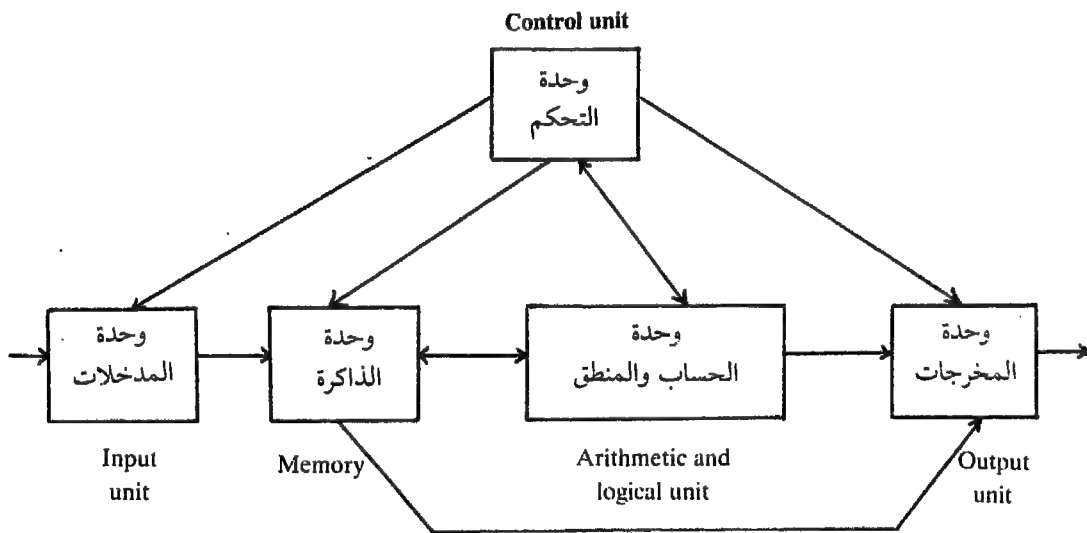 Control unit
وحدة
التحكم
وحدة
المدخلات
وحدة
الذاكرة
وحدة
الحساب والمنطق
وحدة
المخرجات
Input
unit
Memory
Arithmetic and
logical unit
Output
unit